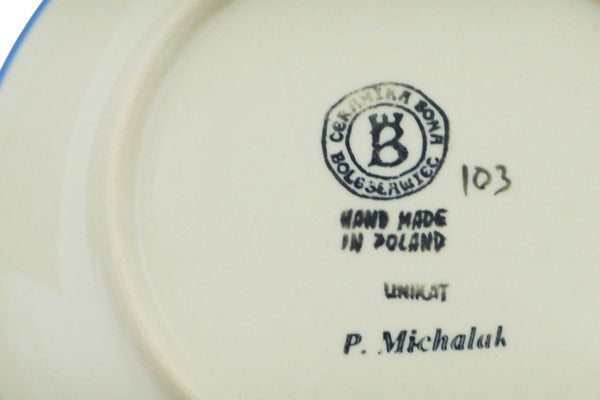 CERAMIKA BONA
BOLESŁAWIEC
B
103
HAND MADE
IN POLAND
UNIKAT
P. Michalak